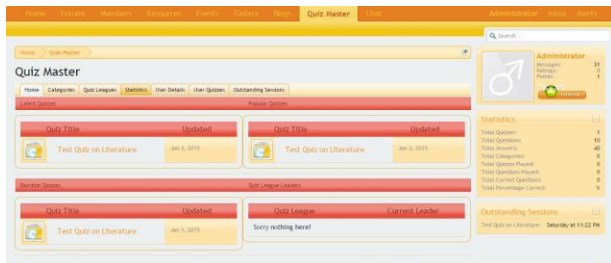 Home Forums Members Resources Events Gallery Blogs Quiz Master Chat Administrator Inbox Alerts
Search...
Home Quiz Master
Quiz Master
Home Categories Quiz Leagues Statistics User Details User Quizzes Outstanding Sessions
Latest Quizzes Popular Quizzes
Quiz Title Updated Quiz Title Updated
Test Quiz on Literature Jan 5, 2015 Test Quiz on Literature Jan 5, 2015
Random Quizzes Quiz League Leaders
Quiz Title Updated Quiz League Current Leader
Test Quiz on Literature Jan 5, 2015 Sorry nothing here!
Administrator
Messages: 31
Ratings: 0
Points: 1
Statistics
Total Quizzes: 1
Total Questions: 10
Total Answers: 40
Total Categories: 0
Total Quizzes Played: 0
Total Questions Played: 0
Total Correct Questions: 0
Total Percentage Correct: %
Outstanding Sessions
Test Quiz on Literature: Saturday at 11:22 PM